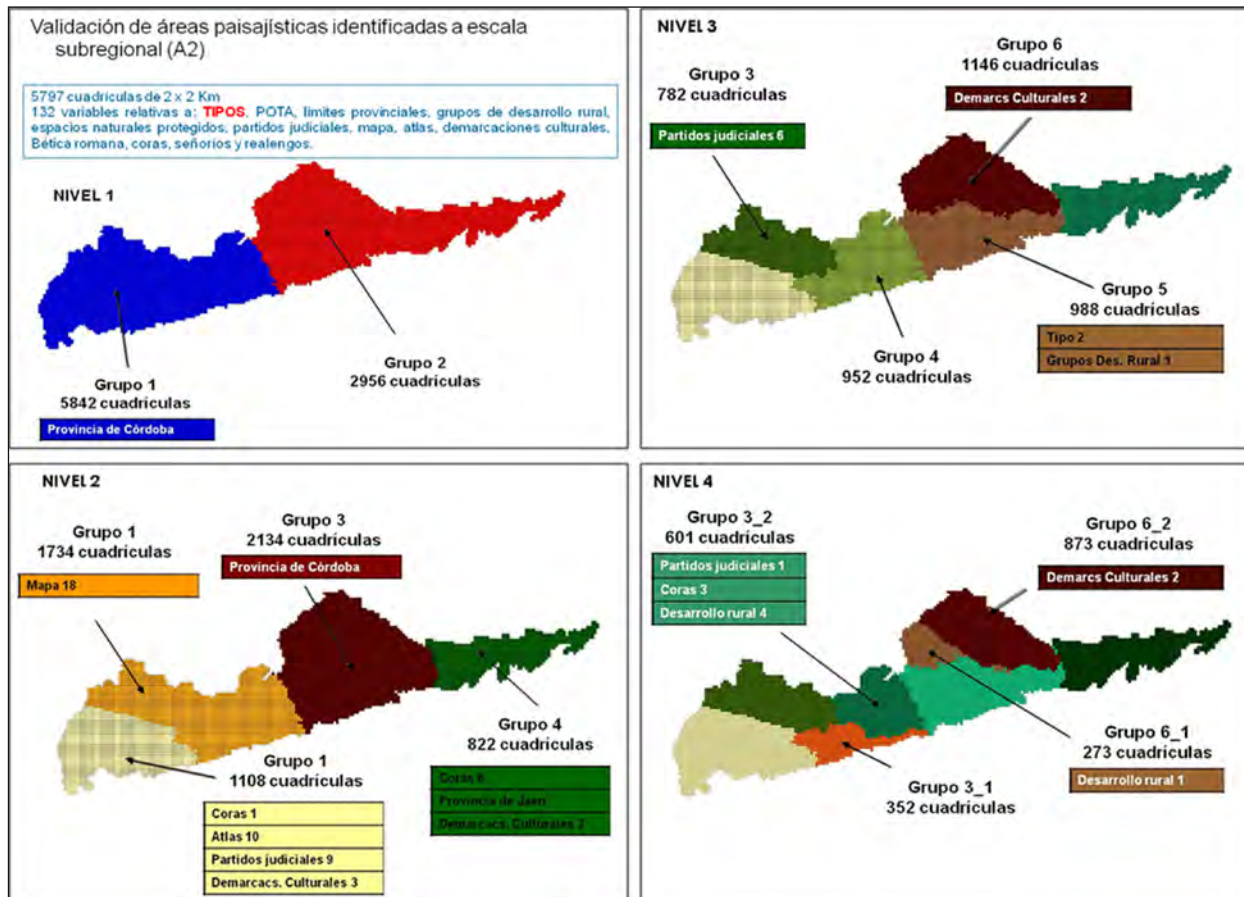 Validación de áreas paisajísticas identificadas a escala
subregional (A2)
5797 cuadrículas de 2 x 2 Km
132 variables relativas a: TIPOS, POTA, límites provinciales, grupos de desarrollo rural,
espacios naturales protegidos, partidos judiciales, mapa, atlas, demarcaciones culturales,
Bética romana, coras, señoríos y realengos.
NIVEL 1
Grupo 1
5842 cuadrículas
Provincia de Córdoba
Grupo 2
2956 cuadrículas
NIVEL 3
Grupo 3
782 cuadrículas
Partidos judiciales 6
Grupo 6
1146 cuadrículas
Demarcs Culturales 2
Grupo 4
952 cuadrículas
Grupo 5
988 cuadrículas
Tipo 2
Grupos Des. Rural 1
NIVEL 2
Grupo 1
1734 cuadrículas
Mapa 18
Grupo 3
2134 cuadrículas
Provincia de Córdoba
Grupo 1
1108 cuadrículas
Coras 1
Atlas 10
Partidos judiciales 9
Demarcacs. Culturales 3
Grupo 4
822 cuadrículas
Coras 6
Provincia de Jaén
Demarcacs. Culturales 2
NIVEL 4
Grupo 3_2
601 cuadrículas
Partidos judiciales 1
Coras 3
Desarrollo rural 4
Grupo 6_2
873 cuadrículas
Demarcs Culturales 2
Grupo 3_1
352 cuadrículas
Grupo 6_1
273 cuadrículas
Desarrollo rural 1